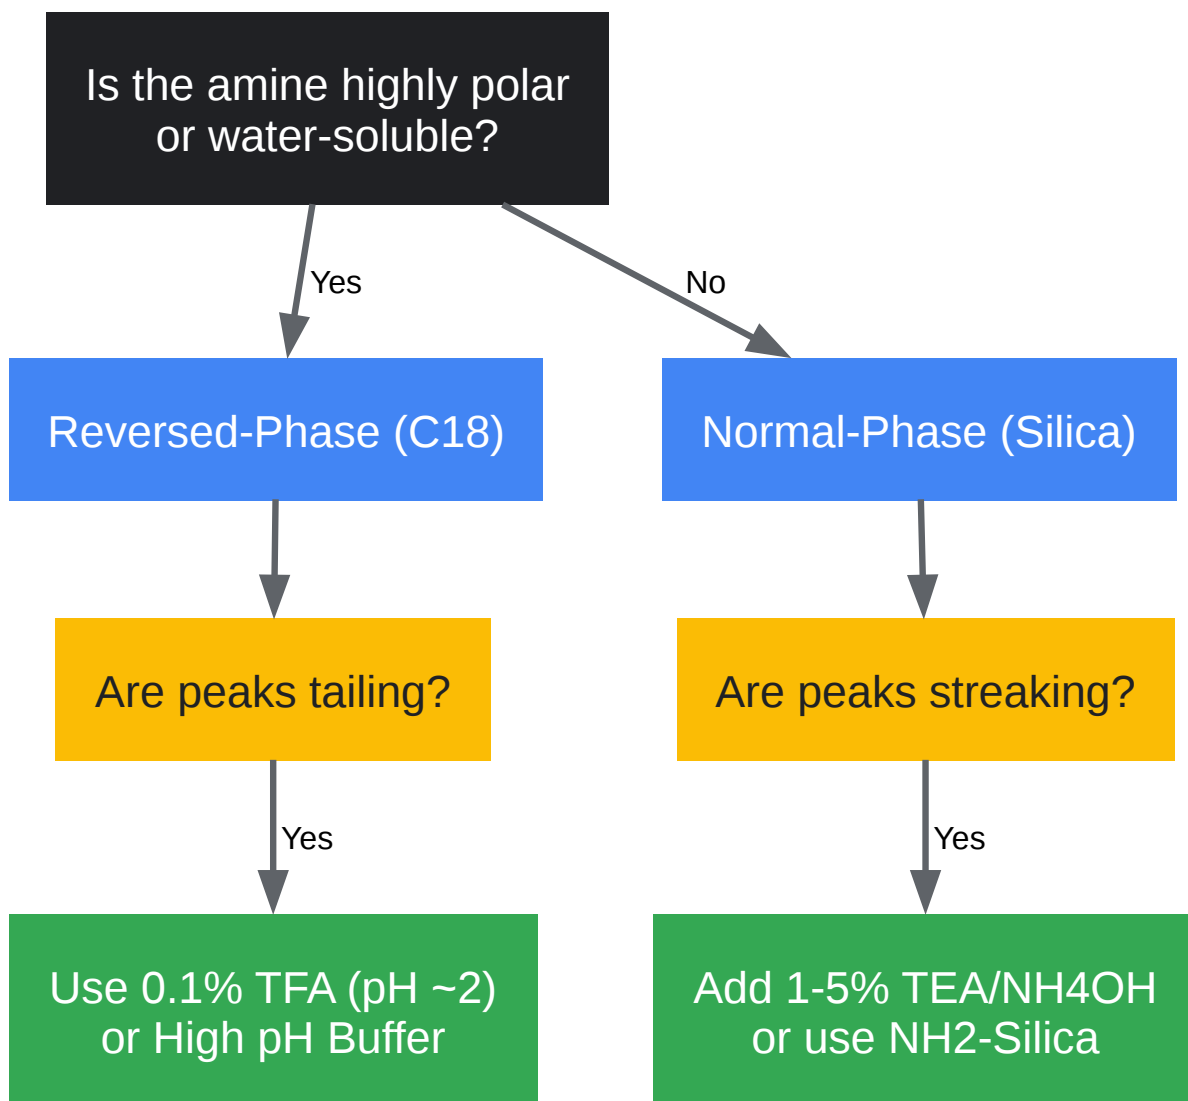 Is the amine highly polar
or water-soluble?
Yes
No
Reversed-Phase (C18)
Normal-Phase (Silica)
Are peaks tailing?
Are peaks streaking?
Yes
Yes
Use 0.1% TFA (pH ~2)
or High pH Buffer
Add 1-5% TEA/NH4OH
or use NH2-Silica